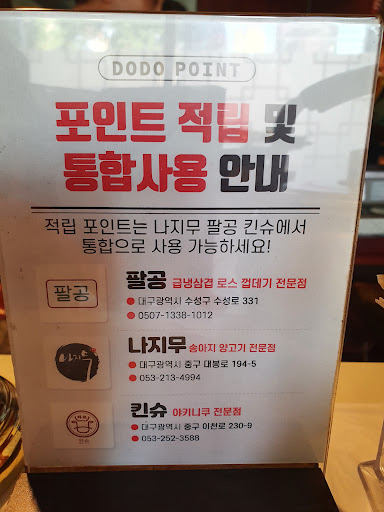 DODO POINT
포인트 적립 및
통합사용 안내
적립 포인트는 나지무 팔공 킨슈에서
통합으로 사용 가능하세요!
팔공
팔공 급냉삼겹 로스 껍데기 전문점
대구광역시 수성구 수성로 331
0507-1338-1012
나지무
나지무 송아지 양고기 전문점
대구광역시 중구 대봉로 194-5
053-213-4994
킨슈
킨슈 야키니쿠 전문점
대구광역시 중구 이천로 230-9
053-252-3588